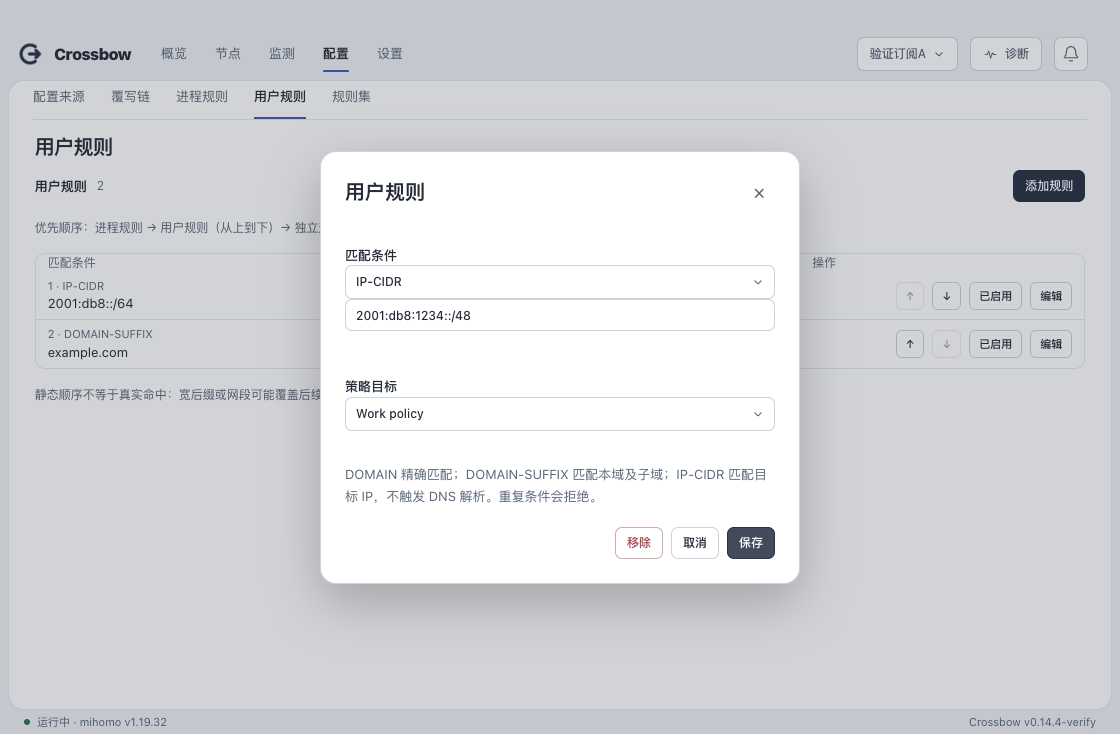 Crossbow 概览 节点 监测 配置 设置 验证订阅A 诊断
配置来源 覆写链 进程规则 用户规则 规则集
用户规则
用户规则 2
添加规则
优先顺序：进程规则 → 用户规则（从上到下）→ 独立
匹配条件 操作
1 · IP-CIDR
2001:db8::/64
↑ ↓ 已启用 编辑
2 · DOMAIN-SUFFIX
example.com
↑ ↓ 已启用 编辑
静态顺序不等于真实命中：宽后缀或网段可能覆盖后续
用户规则
匹配条件
IP-CIDR
2001:db8:1234::/48
策略目标
Work policy
DOMAIN 精确匹配；DOMAIN-SUFFIX 匹配本域及子域；IP-CIDR 匹配目
标 IP，不触发 DNS 解析。重复条件会拒绝。
移除 取消 保存
运行中 · mihomo v1.19.32
Crossbow v0.14.4-verify